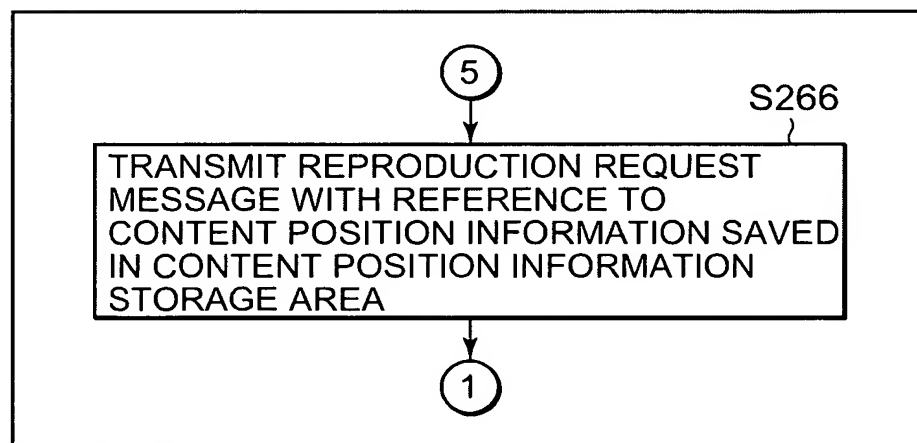 5
S266
TRANSMIT REPRODUCTION REQUEST
MESSAGE WITH REFERENCE TO
CONTENT POSITION INFORMATION SAVED
IN CONTENT POSITION INFORMATION
STORAGE AREA
1